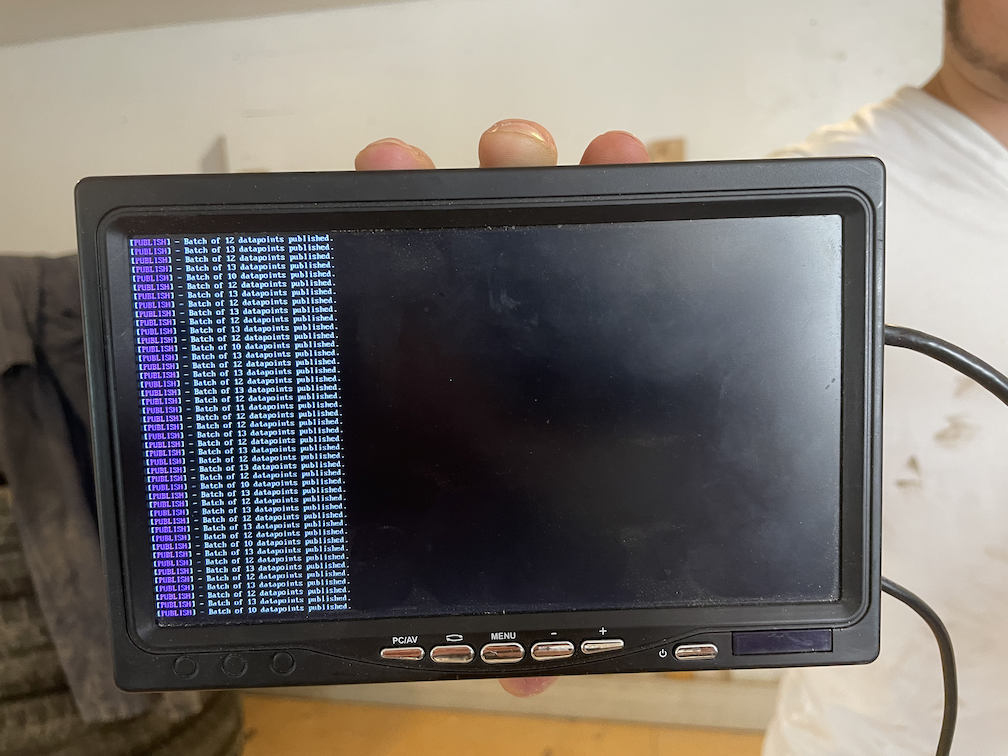 [PUBLISH] - Batch of 12 datapoints published.
[PUBLISH] - Batch of 13 datapoints published.
[PUBLISH] - Batch of 12 datapoints published.
[PUBLISH] - Batch of 13 datapoints published.
[PUBLISH] - Batch of 10 datapoints published.
[PUBLISH] - Batch of 12 datapoints published.
[PUBLISH] - Batch of 13 datapoints published.
[PUBLISH] - Batch of 12 datapoints published.
[PUBLISH] - Batch of 13 datapoints published.
[PUBLISH] - Batch of 12 datapoints published.
[PUBLISH] - Batch of 13 datapoints published.
[PUBLISH] - Batch of 12 datapoints published.
[PUBLISH] - Batch of 10 datapoints published.
[PUBLISH] - Batch of 13 datapoints published.
[PUBLISH] - Batch of 12 datapoints published.
[PUBLISH] - Batch of 13 datapoints published.
[PUBLISH] - Batch of 12 datapoints published.
[PUBLISH] - Batch of 13 datapoints published.
[PUBLISH] - Batch of 12 datapoints published.
[PUBLISH] - Batch of 11 datapoints published.
[PUBLISH] - Batch of 12 datapoints published.
[PUBLISH] - Batch of 13 datapoints published.
[PUBLISH] - Batch of 12 datapoints published.
[PUBLISH] - Batch of 13 datapoints published.
[PUBLISH] - Batch of 12 datapoints published.
[PUBLISH] - Batch of 13 datapoints published.
[PUBLISH] - Batch of 12 datapoints published.
[PUBLISH] - Batch of 10 datapoints published.
[PUBLISH] - Batch of 13 datapoints published.
[PUBLISH] - Batch of 12 datapoints published.
[PUBLISH] - Batch of 13 datapoints published.
[PUBLISH] - Batch of 12 datapoints published.
[PUBLISH] - Batch of 13 datapoints published.
[PUBLISH] - Batch of 12 datapoints published.
[PUBLISH] - Batch of 10 datapoints published.
[PUBLISH] - Batch of 13 datapoints published.
[PUBLISH] - Batch of 12 datapoints published.
[PUBLISH] - Batch of 13 datapoints published.
[PUBLISH] - Batch of 12 datapoints published.
[PUBLISH] - Batch of 13 datapoints published.
[PUBLISH] - Batch of 12 datapoints published.
[PUBLISH] - Batch of 13 datapoints published.
[PUBLISH] - Batch of 10 datapoints published.
PC/AV MENU - +